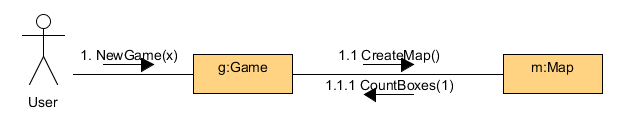 1. NewGame(x)
1.1 CreateMap()
g:Game
m:Map
1.1.1 CountBoxes(1)
User